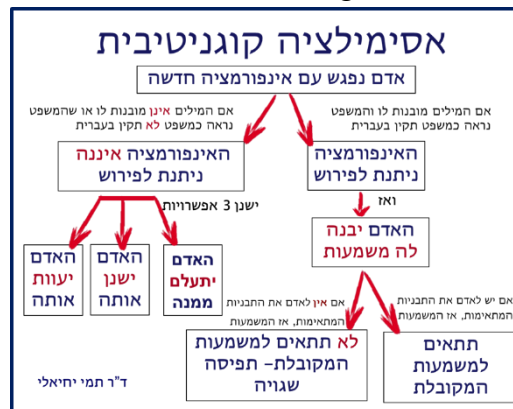 אסימילציה קוגניטיבית
אדם נפגש עם אינפורמציה חדשה
אם המילים מובנות לו והמשפט
נראה כמשפט תקין בעברית
אם המילים אינן מובנות לו או שהמשפט
נראה כמשפט לא תקין בעברית
האינפורמציה
ניתנת לפירוש
האינפורמציה איננה
ניתנת לפירוש
ואז
ישנן 3 אפשרויות
האדם יבנה
לה משמעות
האדם
יתעלם
ממנה
האדם
ישנן
אותה
האדם
יעוות
אותה
אם יש לאדם את התבניות
המתאימות, אז המשמעות
אם אין לאדם את התבניות
המתאימות, אז המשמעות
תתאים
למשמעות
המקובלת
לא תתאים למשמעות
המקובלת- תפיסה
שגויה
ד"ר תמי יחיאלי